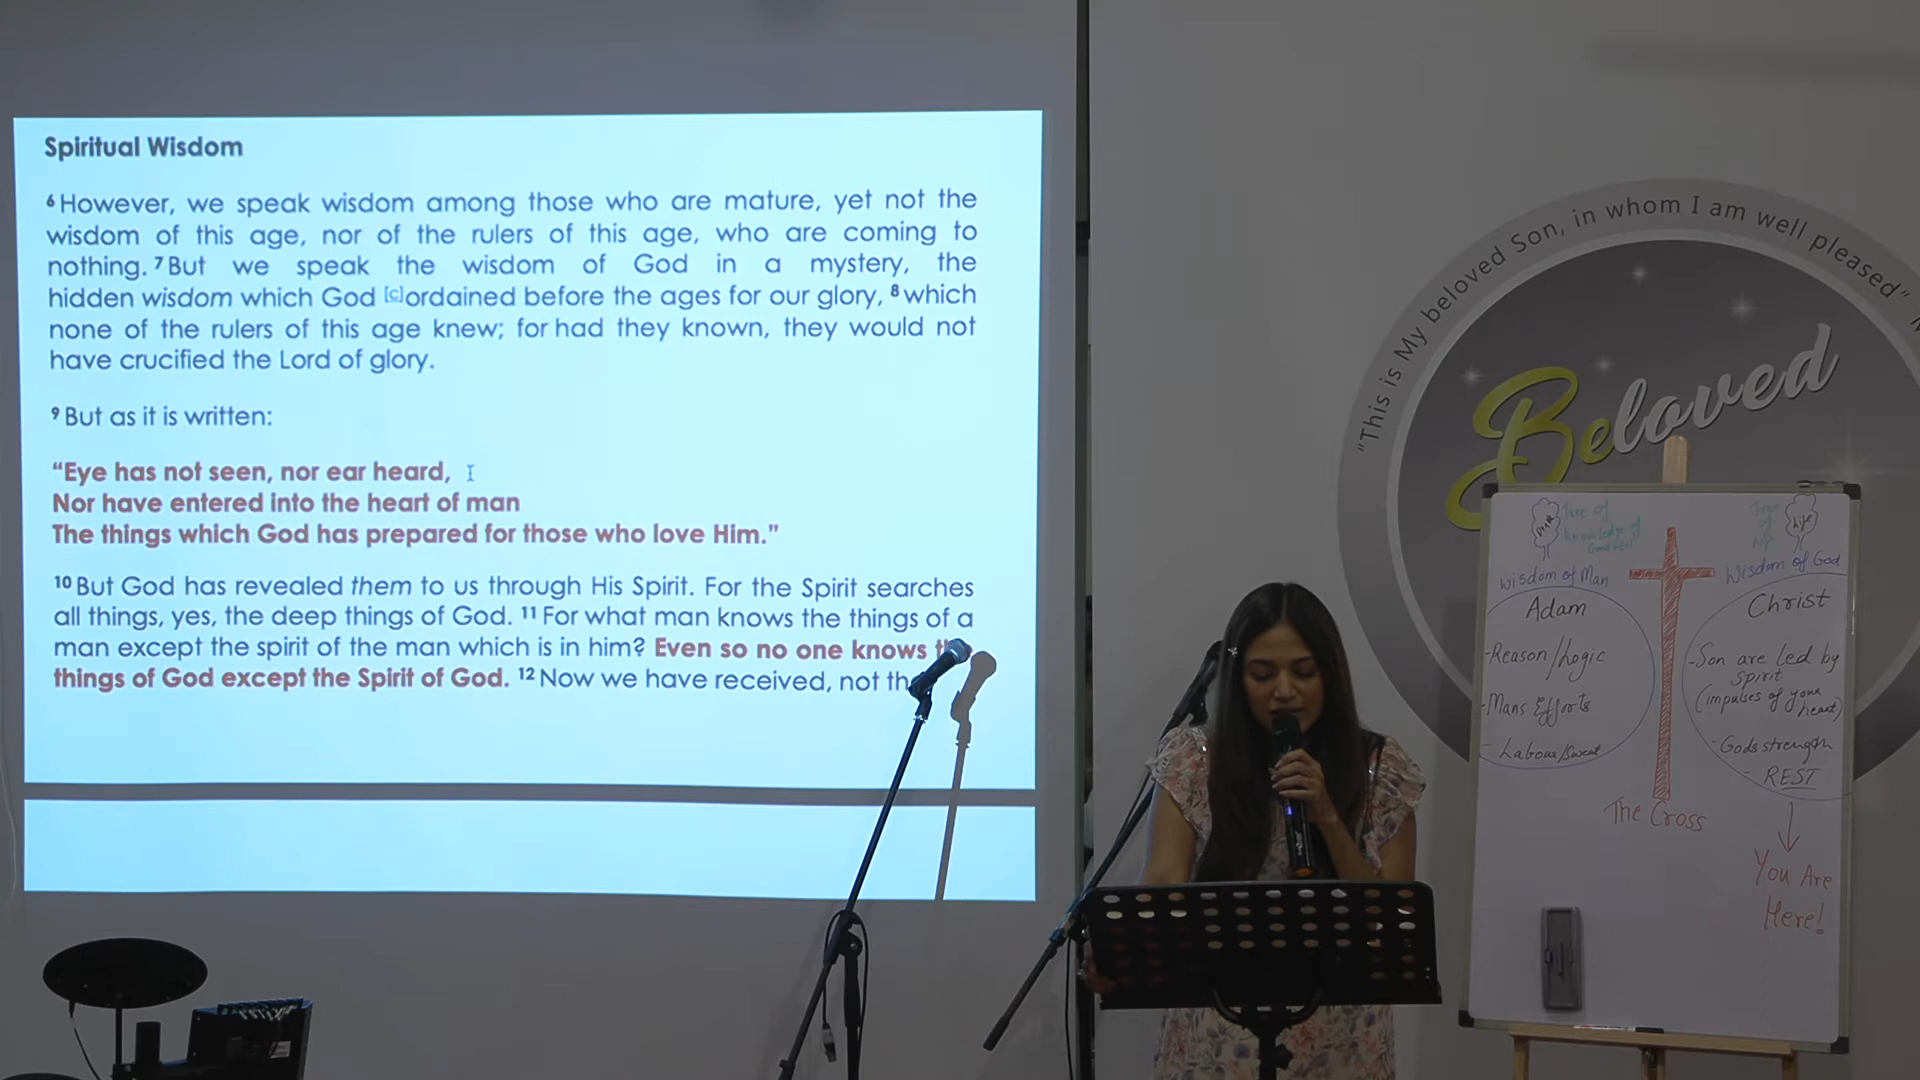 Spiritual Wisdom
6 However, we speak wisdom among those who are mature, yet not the
wisdom of this age, nor of the rulers of this age, who are coming to
nothing. 7 But we speak the wisdom of God in a mystery, the
hidden wisdom which God [c]ordained before the ages for our glory, 8 which
none of the rulers of this age knew; for had they known, they would not
have crucified the Lord of glory.
9 But as it is written:
“Eye has not seen, nor ear heard,
Nor have entered into the heart of man
The things which God has prepared for those who love Him.”
10 But God has revealed them to us through His Spirit. For the Spirit searches
all things, yes, the deep things of God. 11 For what man knows the things of a
man except the spirit of the man which is in him? Even so no one knows
things of God except the Spirit of God. 12 Now we have received, not
"This is My beloved Son, in whom I am well pleased"
Beloved
Tree of
Knowledge of
Tree
of
life
Life
Wisdom of Man
Adam
-Reason/Logic
-Mans Efforts
-Labour/Sweat
The Cross
Wisdom of God
Christ
-Son are led by
Spirit
(impulses of your
heart)
-Gods strength
- REST
You Are
Here!